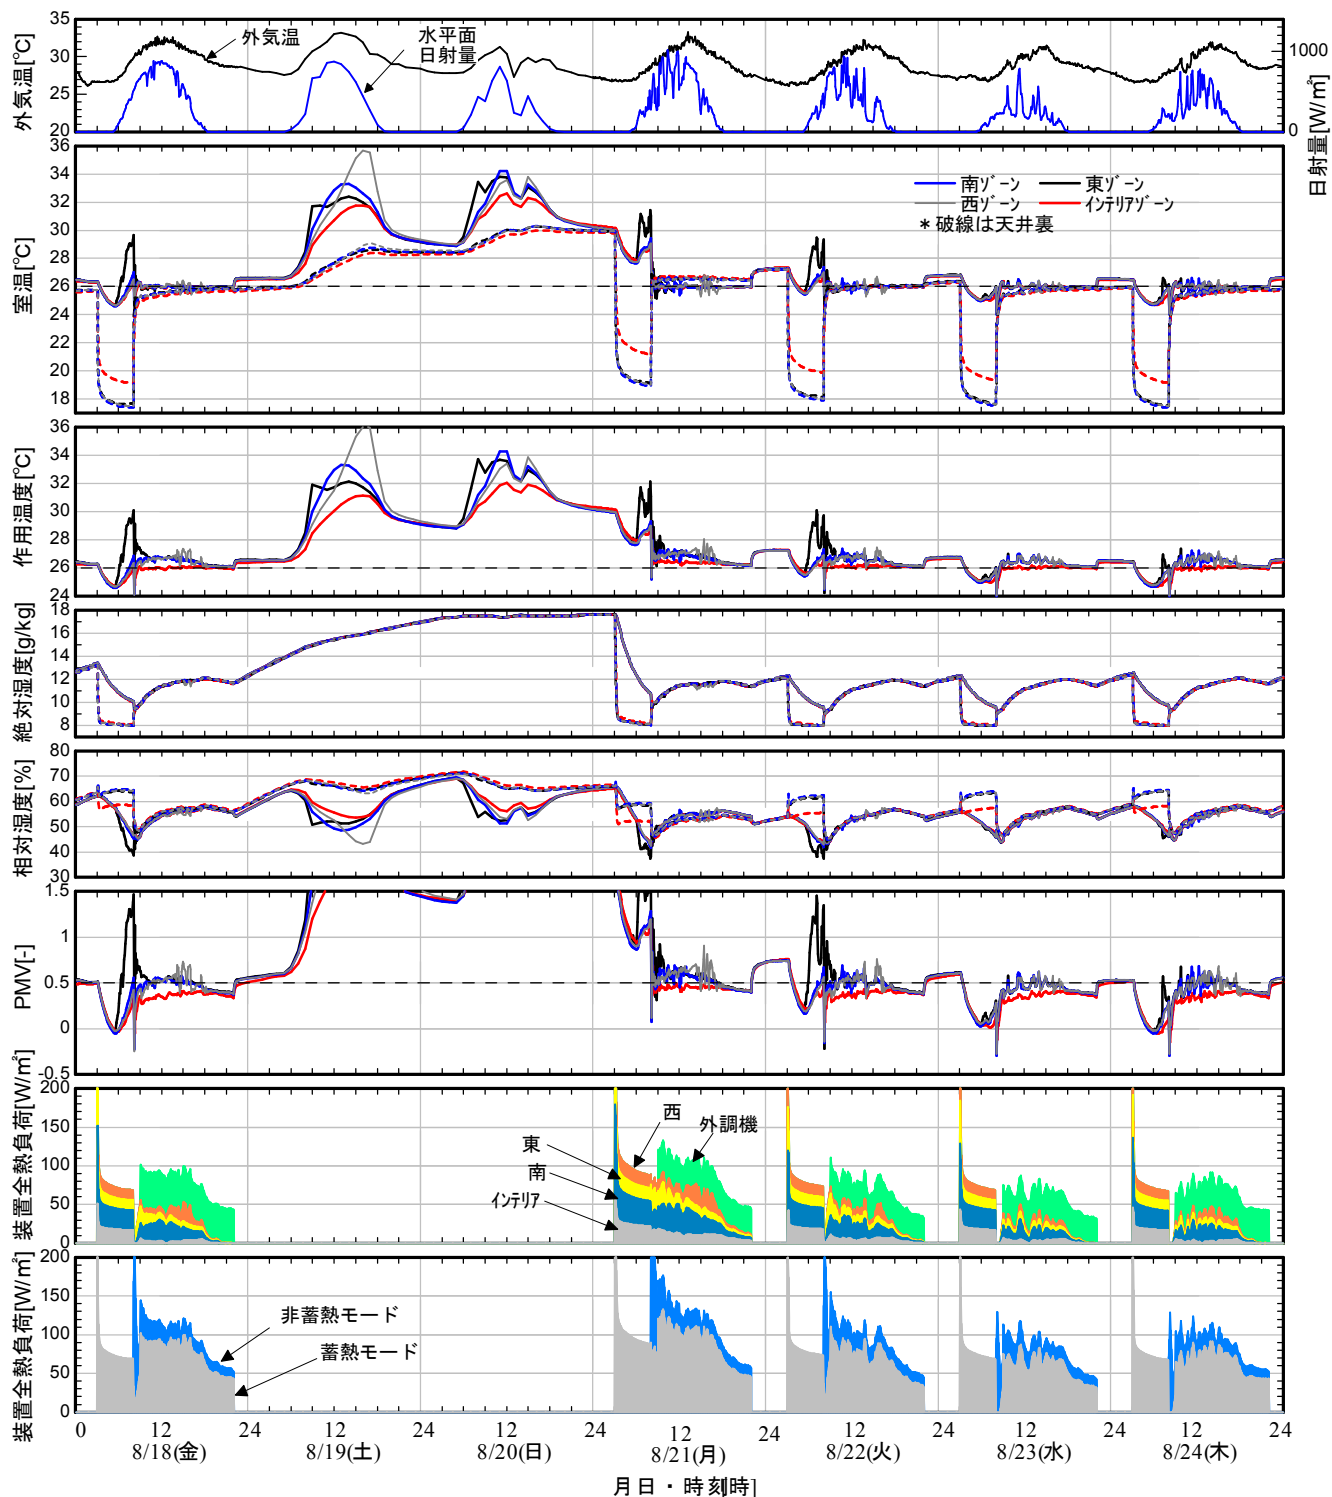 外気温[℃]
35
30
25
20
外気温
水平面
日射量
1000
0
日射量[W/㎡]
室温[℃]
36
34
32
30
28
26
24
22
20
18
南ｿﾞｰﾝ
東ｿﾞｰﾝ
西ｿﾞｰﾝ
ｲﾝﾃﾘｱｿﾞｰﾝ
＊破線は天井裏
作用温度[℃]
36
34
32
30
28
26
24
絶対湿度[g/kg]
18
16
14
12
10
8
相対湿度[%]
80
70
60
50
40
30
PMV[-]
1.5
1
0.5
0
-0.5
装置全熱負荷[W/㎡]
200
150
100
50
0
東
西
南
外調機
ｲﾝﾃﾘｱ
装置全熱負荷[W/㎡]
200
150
100
50
0
非蓄熱モード
蓄熱モード
0 12 24 12 24 12 24 12 24 12 24 12 24 12 24
8/18(金) 8/19(土) 8/20(日) 8/21(月) 8/22(火) 8/23(水) 8/24(木)
月日・時刻時]